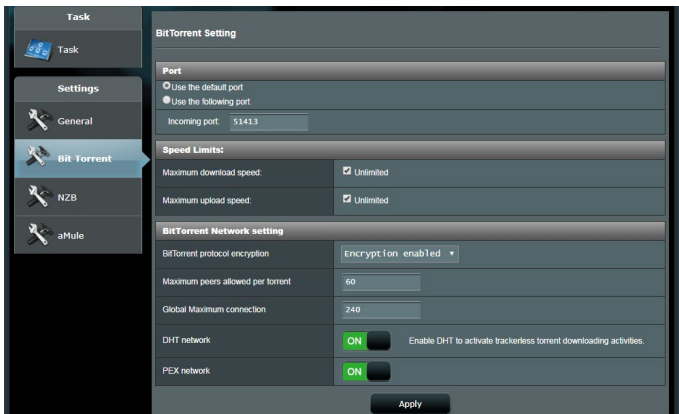 Task
Task
Settings
General
Bit Torrent
NZB
aMule
BitTorrent Setting
Port
Use the default port
Use the following port
Incoming port: 51413
Speed Limits:
Maximum download speed: Unlimited
Maximum upload speed: Unlimited
BitTorrent Network setting
BitTorrent protocol encryption Encryption enabled
Maximum peers allowed per torrent 60
Global Maximum connection 240
DHT network ON Enable DHT to activate trackerless torrent downloading activities.
PEX network ON
Apply